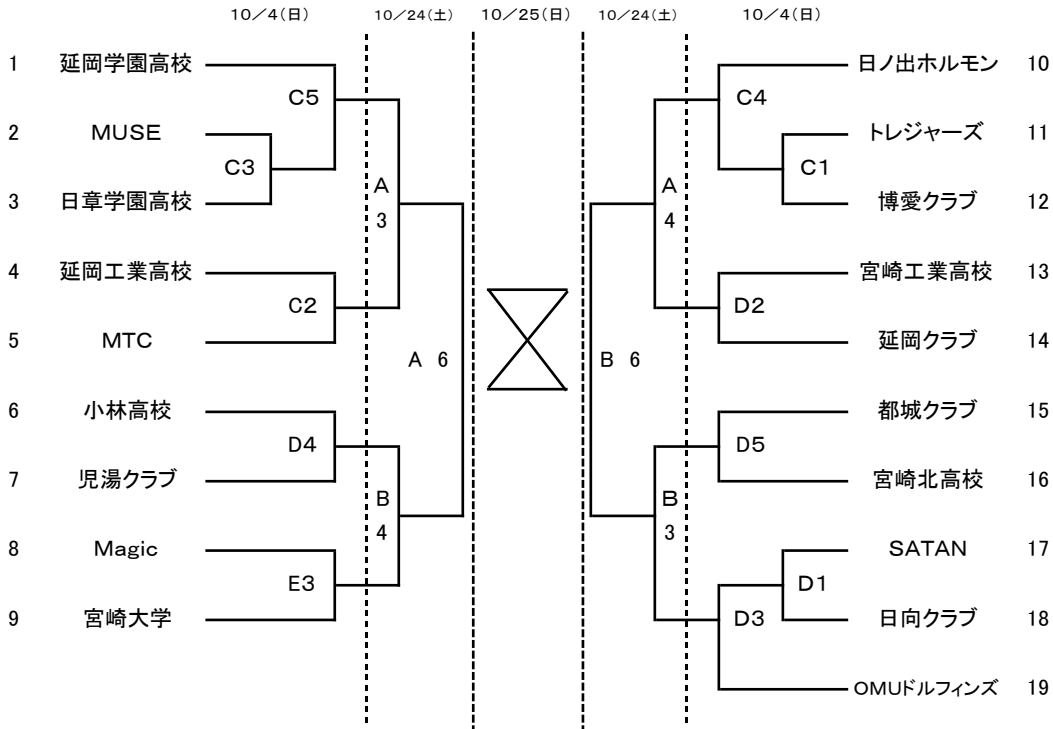 10/4(日) 10/24(土) 10/25(日) 10/24(土) 10/4(日)
1 延岡学園高校 日ノ出ホルモン 10
C5 C4
2 MUSE トレジャーズ 11
C3 C1
3 日章学園高校 博愛クラブ 12
A 3 A 4
4 延岡工業高校 宮崎工業高校 13
C2 D2
5 MTC 延岡クラブ 14
A 6 B 6
6 小林高校 都城クラブ 15
D4 D5
7 児湯クラブ 宮崎北高校 16
B 4 B 3
8 Magic SATAN 17
E3 D1
9 宮崎大学 日向クラブ 18
D3
OMUドルフィンズ 19